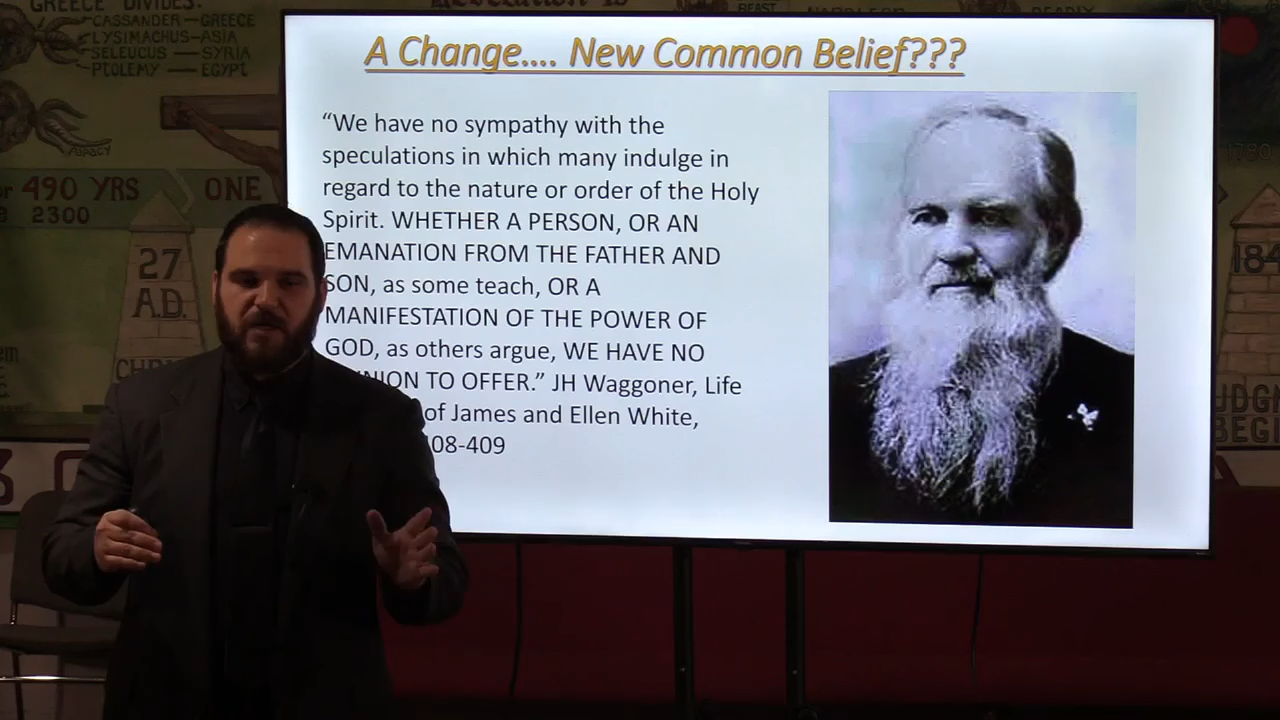 GREECE DIVIDES:
CASSANDER — GREECE
LYSIMACHUS-ASIA
SELEUCUS — SYRIA
PTOLEMY — EGYPT
490 YRS
ONE
2300
27
A.D.
A Change.... New Common Belief???
“We have no sympathy with the
speculations in which many indulge in
regard to the nature or order of the Holy
Spirit. WHETHER A PERSON, OR AN
EMANATION FROM THE FATHER AND
SON, as some teach, OR A
MANIFESTATION OF THE POWER OF
GOD, as others argue, WE HAVE NO
NION TO OFFER.” JH Waggoner, Life
of James and Ellen White,
08-409
BEAST
184